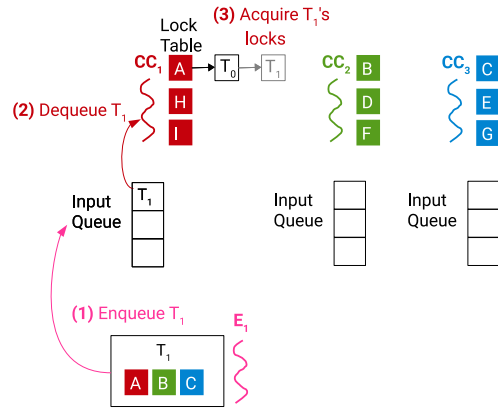 Lock
Table
(3) Acquire T₁'s
locks
CC₁
A
T₀
T₁
H
I
CC₂
B
D
F
CC₃
C
E
G
(2) Dequeue T₁
Input
Queue
T₁
Input
Queue
Input
Queue
(1) Enqueue T₁
E₁
T₁
A B C